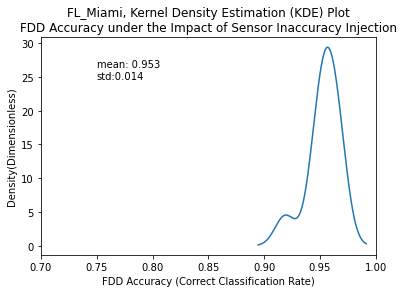 FL_Miami, Kernel Density Estimation (KDE) Plot
FDD Accuracy under the Impact of Sensor Inaccuracy Injection
mean: 0.953
std:0.014
Density(Dimensionless)
30
25
20
15
10
5
0
0.70 0.75 0.80 0.85 0.90 0.95 1.00
FDD Accuracy (Correct Classification Rate)